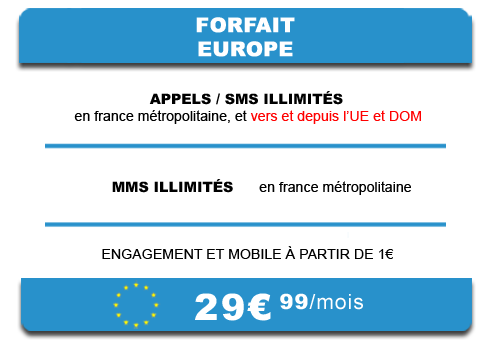 FORFAIT
EUROPE
APPELS / SMS ILLIMITÉS
en france métropolitaine, et vers et depuis l'UE et DOM
MMS ILLIMITÉS en france métropolitaine
ENGAGEMENT ET MOBILE À PARTIR DE 1€
29€ 99/mois